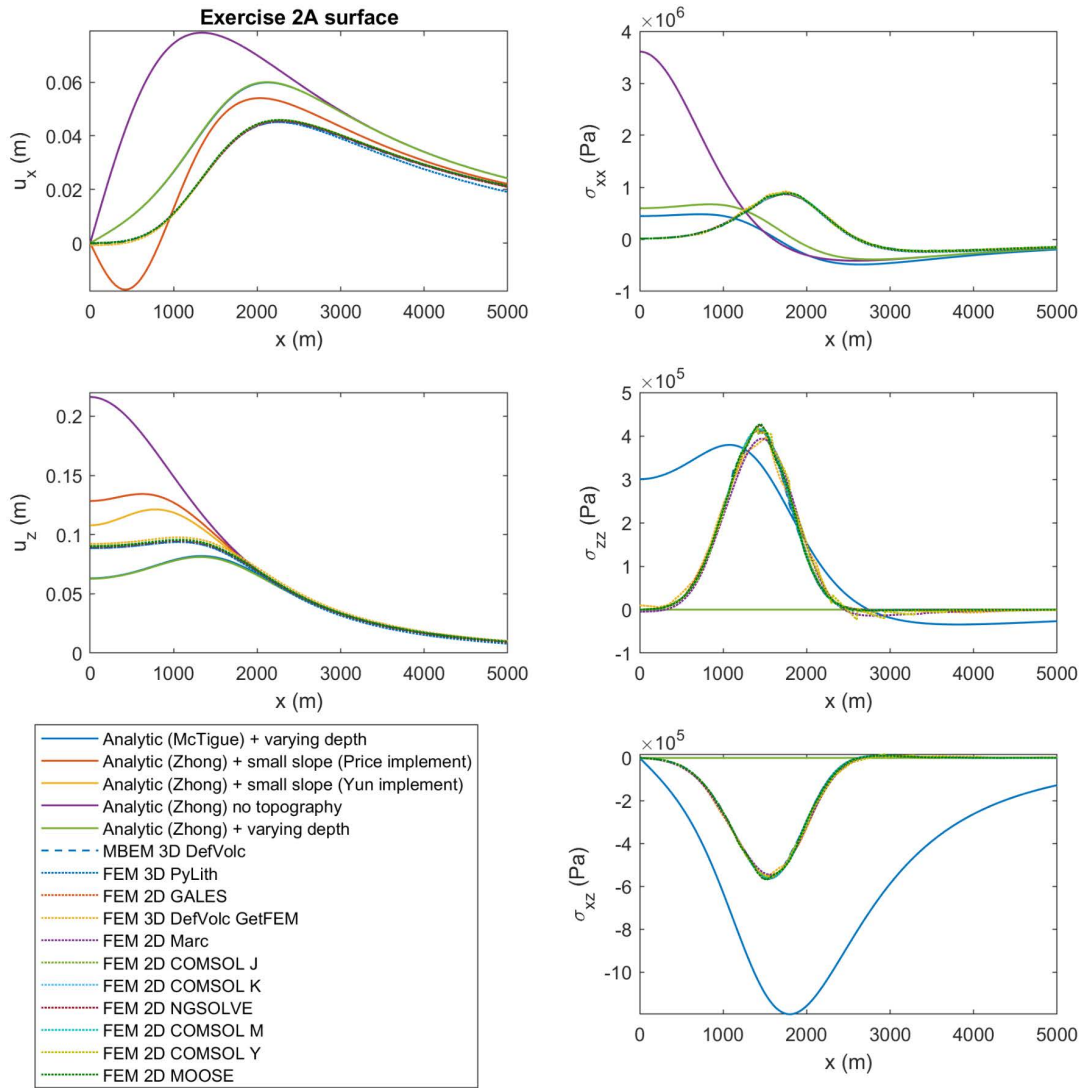 Exercise 2A surface
0.06
0.04
0.02
0
u_x (m)
0 1000 2000 3000 4000 5000
x (m)
×10^6
4
3
2
1
0
-1
σ_xx (Pa)
0 1000 2000 3000 4000 5000
x (m)
0.2
0.15
0.1
0.05
0
u_z (m)
0 1000 2000 3000 4000 5000
x (m)
×10^5
5
4
3
2
1
0
-1
σ_zz (Pa)
0 1000 2000 3000 4000 5000
x (m)
Analytic (McTigue) + varying depth
Analytic (Zhong) + small slope (Price implement)
Analytic (Zhong) + small slope (Yun implement)
Analytic (Zhong) no topography
Analytic (Zhong) + varying depth
MBEM 3D DefVolc
FEM 3D PyLith
FEM 2D GALES
FEM 3D DefVolc GetFEM
FEM 2D Marc
FEM 2D COMSOL J
FEM 2D COMSOL K
FEM 2D NGSOLVE
FEM 2D COMSOL M
FEM 2D COMSOL Y
FEM 2D MOOSE
×10^5
0
-2
-4
-6
-8
-10
σ_xz (Pa)
0 1000 2000 3000 4000 5000
x (m)